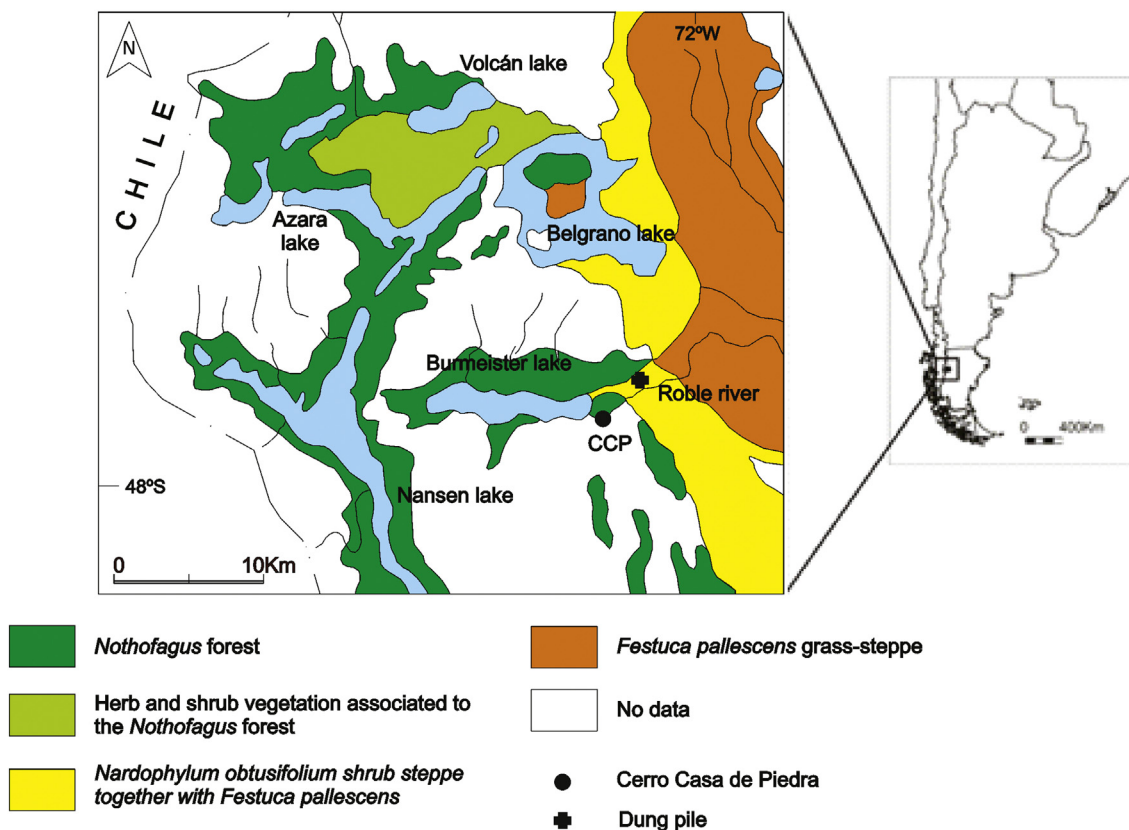 N
72ºW
Volcán lake
CHILE
Azara
lake
Belgrano lake
Burmeister lake
Roble river
CCP
48ºS
Nansen lake
0 10Km
0 400Km
Nothofagus forest
Herb and shrub vegetation associated to
the Nothofagus forest
Nardophylum obtusifolium shrub steppe
together with Festuca pallescens
Festuca pallescens grass-steppe
No data
Cerro Casa de Piedra
Dung pile